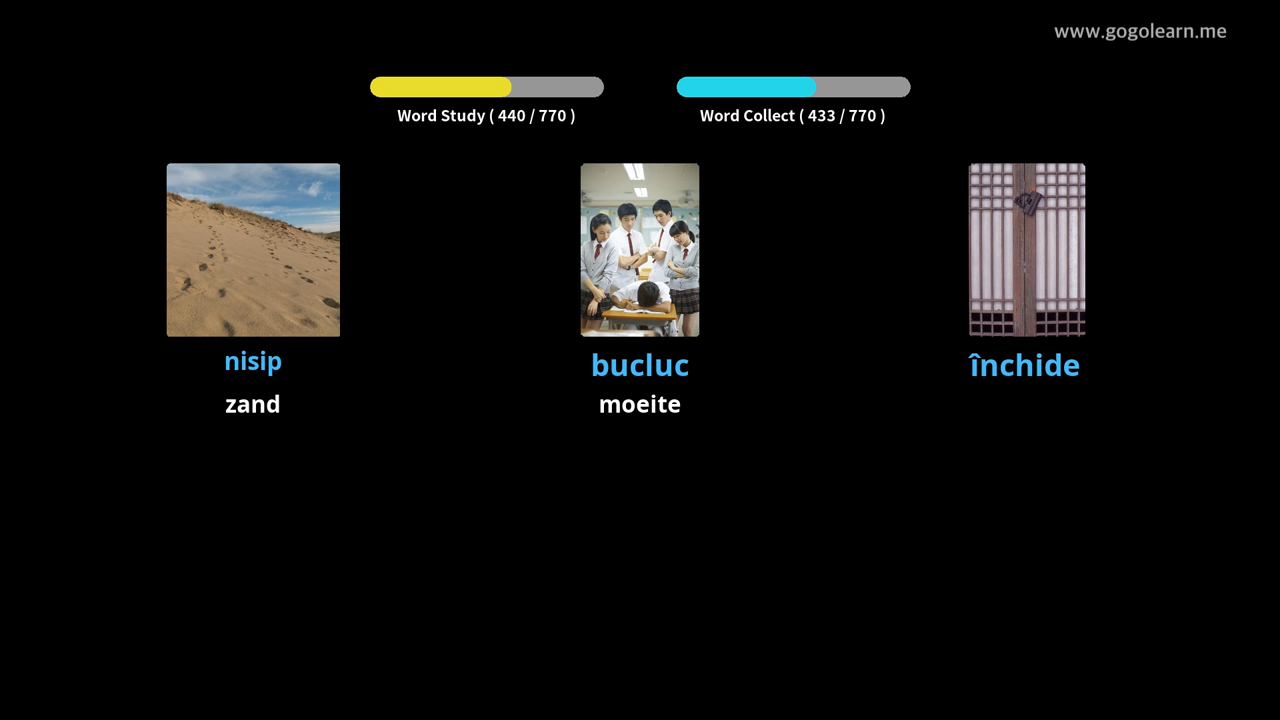 www.gogolearn.me
Word Study ( 440 / 770 )
Word Collect ( 433 / 770 )
nisip
bucluc
închide
zand
moeite